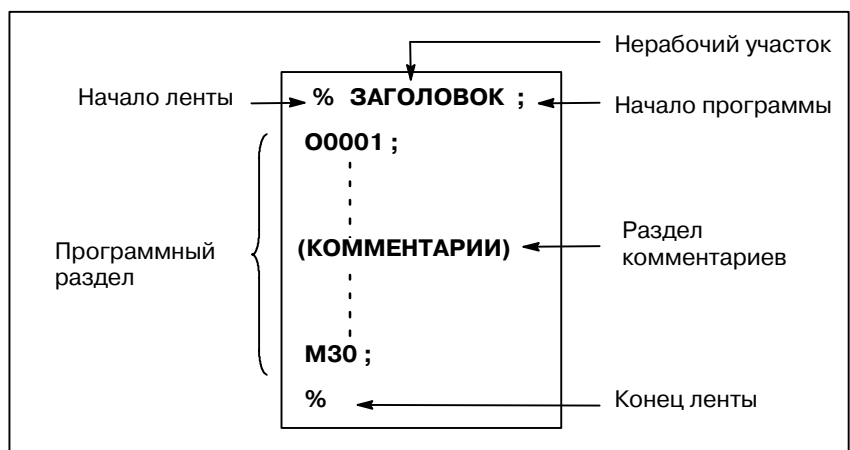 Нерабочий участок
Начало ленты
% ЗАГОЛОВОК ;
Начало программы
O0001 ;
Программный
раздел
(КОММЕНТАРИИ)
Раздел
комментариев
M30 ;
%
Конец ленты